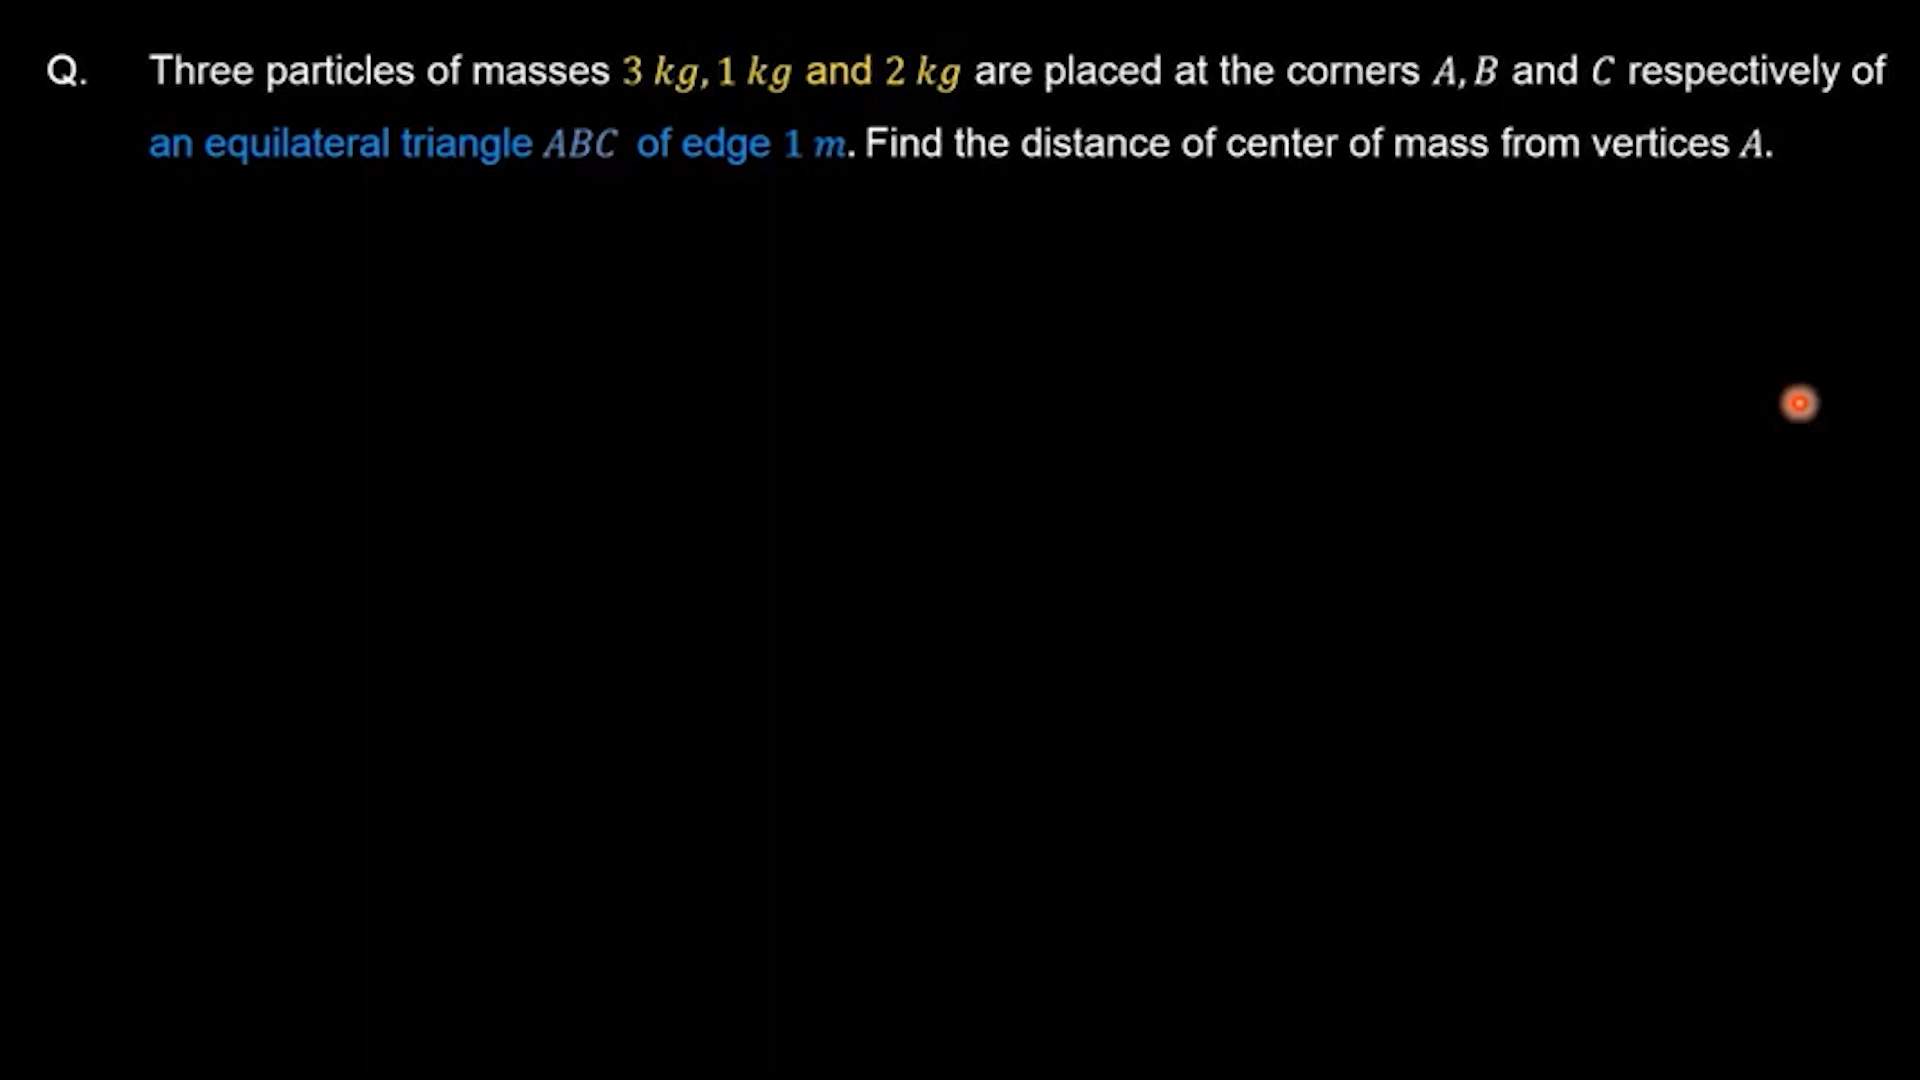 Q. Three particles of masses 3 kg, 1 kg and 2 kg are placed at the corners A, B and C respectively of
an equilateral triangle ABC of edge 1 m. Find the distance of center of mass from vertices A.